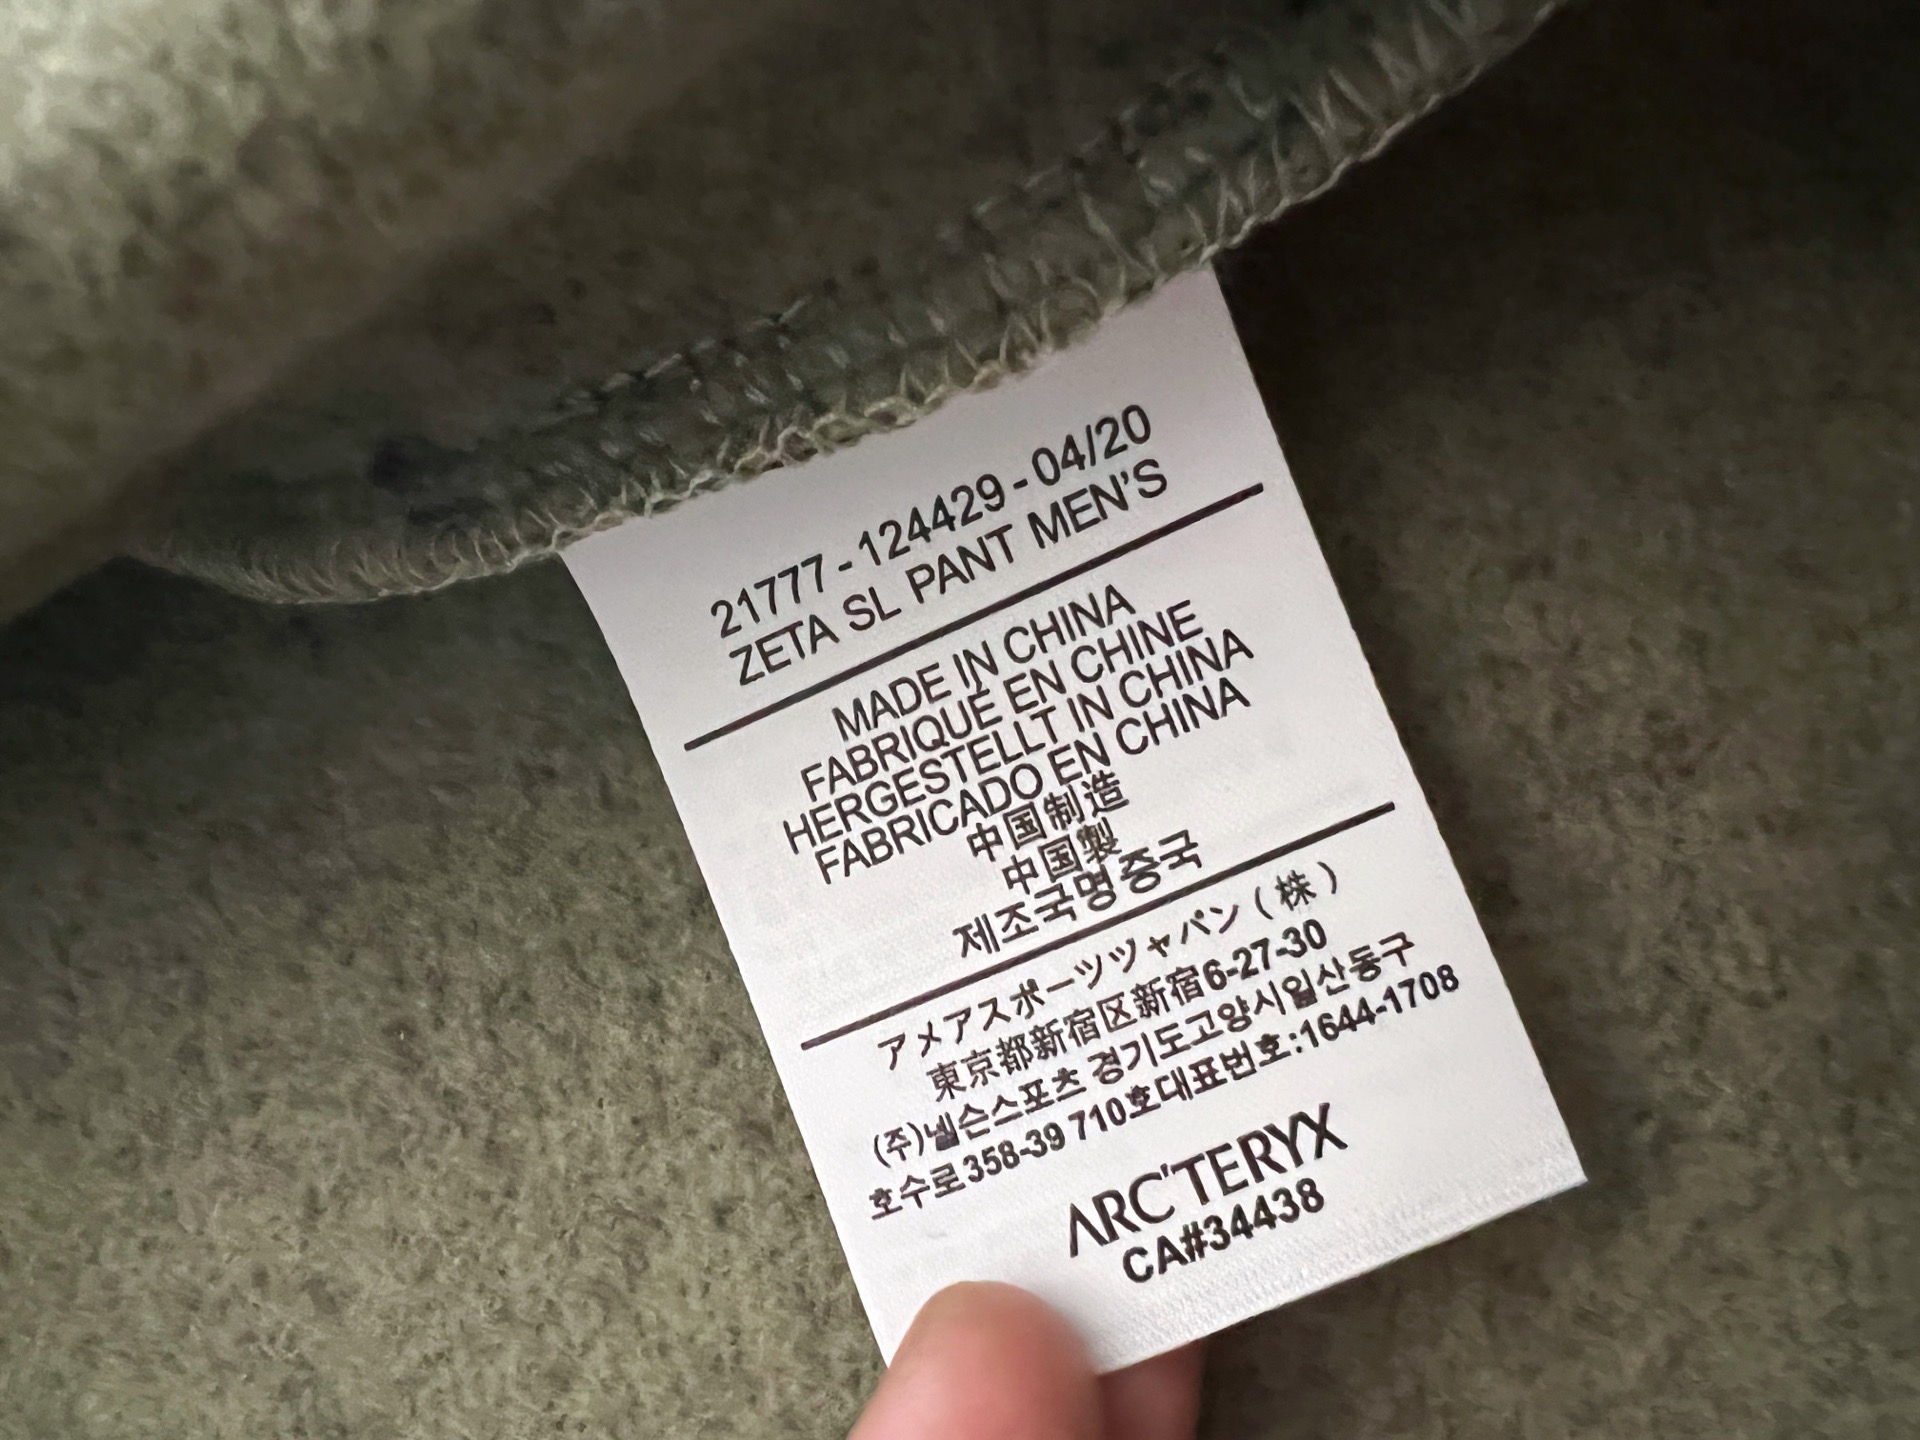 21777-124429-04/20
ZETA SL PANT MEN'S
MADE IN CHINA
FABRIQUÉ EN CHINE
HERGESTELLT IN CHINA
FABRICADO EN CHINA
中国制造
中国製
제조국명중국
アメアスポーツツャパン(株)
東京都新宿区新宿6-27-30
(주)넬슨스포츠 경기도고양시일산동구
호수로358-39 710호대표번호:1644-1708
ARC'TERYX
CA#34438